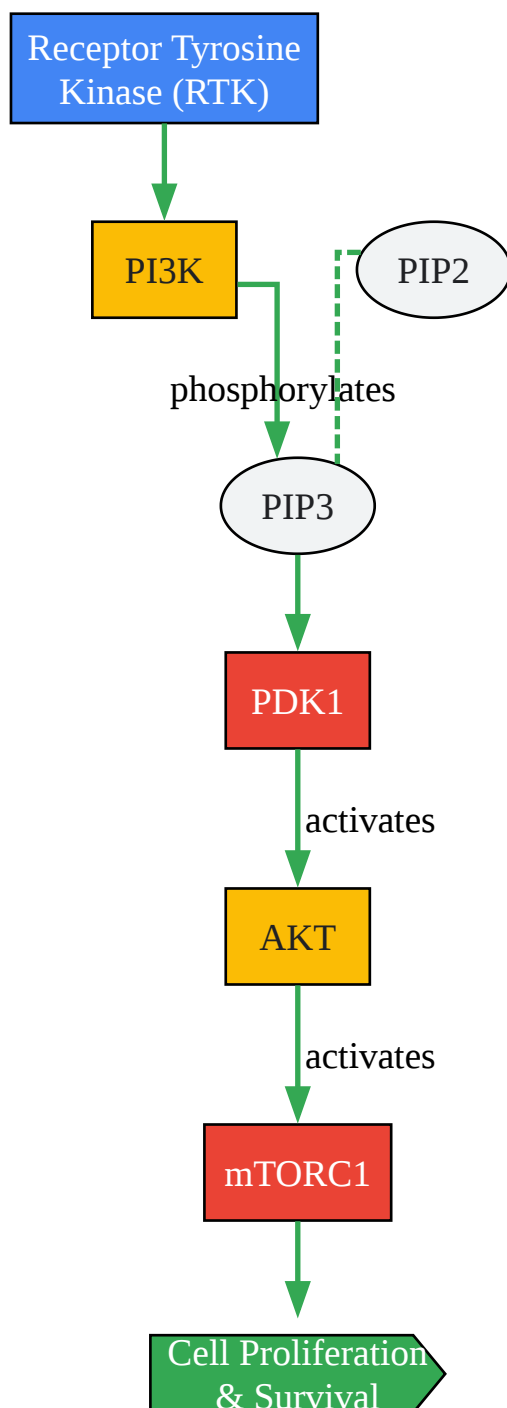 Receptor Tyrosine
Kinase (RTK)
PI3K
PIP2
phosphorylates
PIP3
PDK1
activates
AKT
activates
mTORC1
Cell Proliferation
& Survival